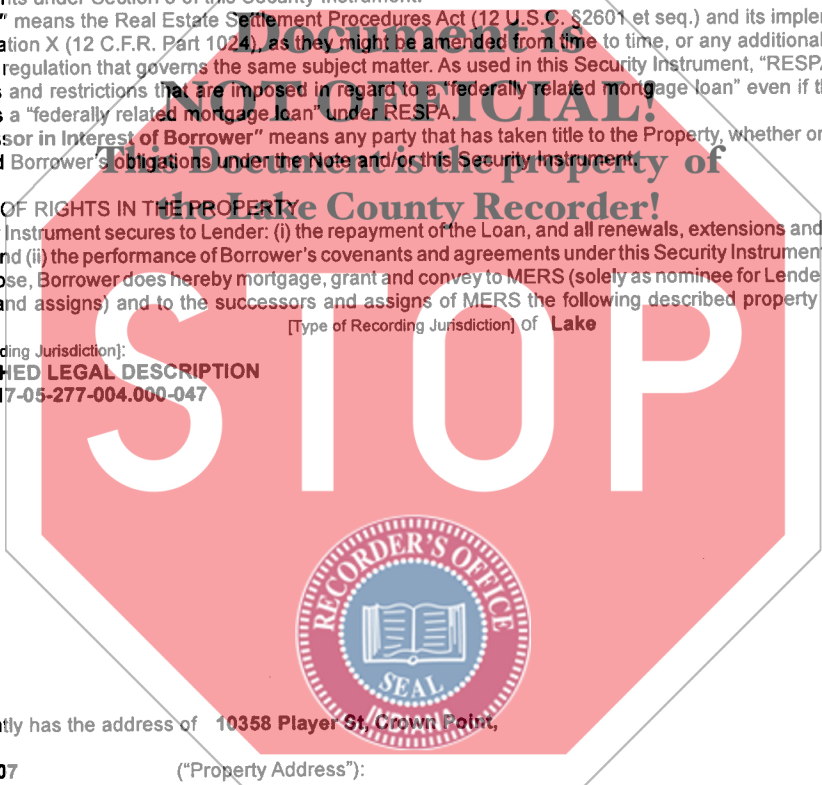 " means the Real Estate Settlement Procedures Act (12 U.S.C. §2601 et seq.) and its impler
ation X (12 C.F.R. Part 1024), as they might be amended from time to time, or any additional
regulation that governs the same subject matter. As used in this Security Instrument, "RESPA
s and restrictions that are imposed in regard to a "federally related mortgage loan" even if th
s a "federally related mortgage loan" under RESPA.
sor in Interest of Borrower" means any party that has taken title to the Property, whether or
d Borrower's obligations under the Note and/or this Security Instrument.
OF RIGHTS IN THE PROPERTY
Instrument secures to Lender: (i) the repayment of the Loan, and all renewals, extensions and
nd (ii) the performance of Borrower's covenants and agreements under this Security Instrument
ose, Borrower does hereby mortgage, grant and convey to MERS (solely as nominee for Lende
and assigns) and to the successors and assigns of MERS the following described property
[Type of Recording Jurisdiction] of Lake
ding Jurisdiction]:
HED LEGAL DESCRIPTION
7-05-277-004.000-047
tly has the address of 10358 Player St, Crown Point,
07 ("Property Address"):
Document is
NOT OFFICIAL!
This Document is the property of
the Lake County Recorder!
STOP
RECORDER'S OFFICE
SEAL
INDIANA